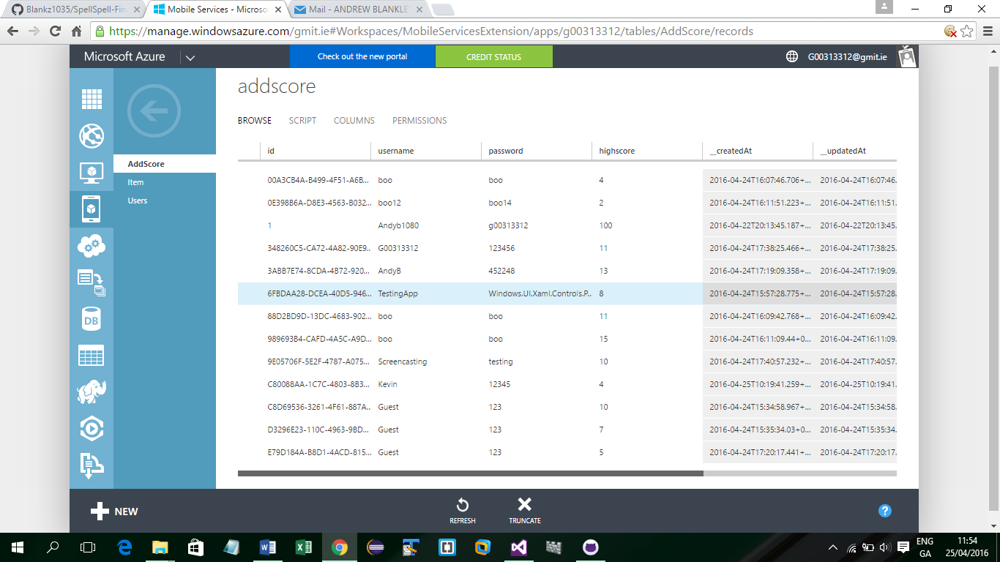 Blankz1035/SpellSpell-Fin
Mobile Services - Microso
Mail - ANDREW BLANKLE
https://manage.windowsazure.com/gmit.ie#Workspaces/MobileServicesExtension/apps/g00313312/tables/AddScore/records
Microsoft Azure
Check out the new portal
CREDIT STATUS
G00313312@gmit.ie
addscore
BROWSE SCRIPT COLUMNS PERMISSIONS
AddScore
Item
Users
DB
id username password highscore __createdAt __updatedAt
00A3CB4A-B499-4F51-A6B... boo boo 4 2016-04-24T16:07:46.706+... 2016-04-24T16:07:46.
0E398B6A-D8E3-4563-B032... boo12 boo14 2 2016-04-24T16:11:51.223+... 2016-04-24T16:11:51.
1 Andyb1080 g00313312 100 2016-04-22T20:13:45.187+... 2016-04-22T20:13:45.
348260C5-CA72-4A82-90E9... G00313312 123456 11 2016-04-24T17:38:25.466+... 2016-04-24T17:38:25.
3ABB7E74-8CDA-4B72-920... AndyB 452248 13 2016-04-24T17:19:09.358+... 2016-04-24T17:19:09.
6FBDAA28-DCEA-40D5-946... TestingApp Windows.UI.Xaml.Controls.P... 8 2016-04-24T15:57:28.775+... 2016-04-24T15:57:28.
88D2BD9D-13DC-4683-902... boo boo 11 2016-04-24T16:09:42.768+... 2016-04-24T16:09:42.
989693B4-CAFD-4A5C-A9D... boo boo 15 2016-04-24T16:11:09.44+0... 2016-04-24T16:11:09.
9E05706F-5E2F-4787-A075... Screencasting testing 10 2016-04-24T17:40:57.232+... 2016-04-24T17:40:57.
C80088AA-1C7C-4803-8B3... Kevin 12345 4 2016-04-25T10:19:41.259+... 2016-04-25T10:19:41.
C8D69536-3261-4F61-887A... Guest 123 10 2016-04-24T15:34:58.967+... 2016-04-24T15:34:58.
D3296E23-110C-4963-9BD... Guest 123 7 2016-04-24T15:35:34.03+0... 2016-04-24T15:35:34.
E79D184A-B8D1-4ACD-815... Guest 123 5 2016-04-24T17:20:17.441+... 2016-04-24T17:20:17.
NEW
REFRESH
TRUNCATE
?
ENG 11:54
GA 25/04/2016